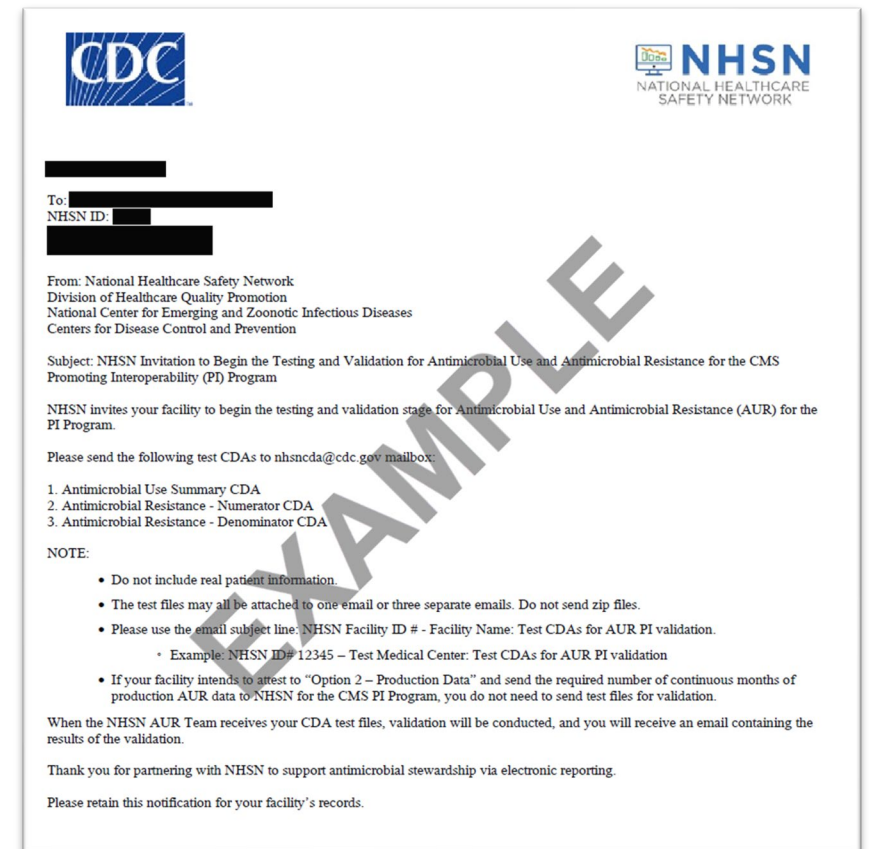 CDC
NHSN
NATIONAL HEALTHCARE
SAFETY NETWORK
To:
NHSN ID:
From: National Healthcare Safety Network
Division of Healthcare Quality Promotion
National Center for Emerging and Zoonotic Infectious Diseases
Centers for Disease Control and Prevention
Subject: NHSN Invitation to Begin the Testing and Validation for Antimicrobial Use and Antimicrobial Resistance for the CMS
Promoting Interoperability (PI) Program
NHSN invites your facility to begin the testing and validation stage for Antimicrobial Use and Antimicrobial Resistance (AUR) for the
PI Program.
Please send the following test CDAs to nhsncda@cdc.gov mailbox:
1. Antimicrobial Use Summary CDA
2. Antimicrobial Resistance - Numerator CDA
3. Antimicrobial Resistance - Denominator CDA
NOTE:
• Do not include real patient information.
• The test files may all be attached to one email or three separate emails. Do not send zip files.
• Please use the email subject line: NHSN Facility ID # - Facility Name: Test CDAs for AUR PI validation.
◦ Example: NHSN ID# 12345 – Test Medical Center: Test CDAs for AUR PI validation
• If your facility intends to attest to “Option 2 – Production Data” and send the required number of continuous months of
production AUR data to NHSN for the CMS PI Program, you do not need to send test files for validation.
When the NHSN AUR Team receives your CDA test files, validation will be conducted, and you will receive an email containing the
results of the validation.
Thank you for partnering with NHSN to support antimicrobial stewardship via electronic reporting.
Please retain this notification for your facility’s records.
EXAMPLE